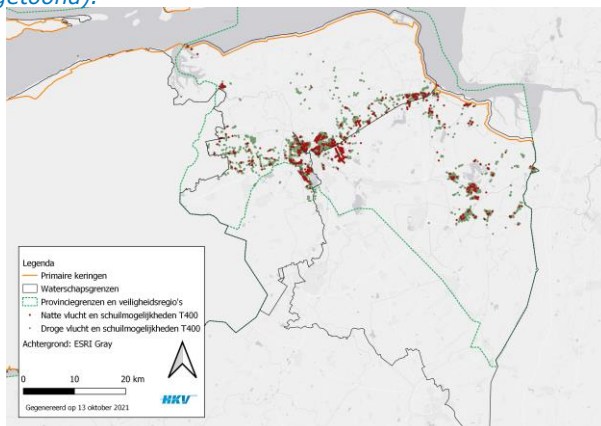 getoond).
Legenda
Primaire keringen
Waterschapsgrenzen
Provinciegrenzen en veiligheidsregio's
Natte vlucht en schuilmogelijkheden T400
Droge vlucht en schuilmogelijkheden T400
Achtergrond: ESRI Gray
0 10 20 km
Gegenereerd op 13 oktober 2021
HKV